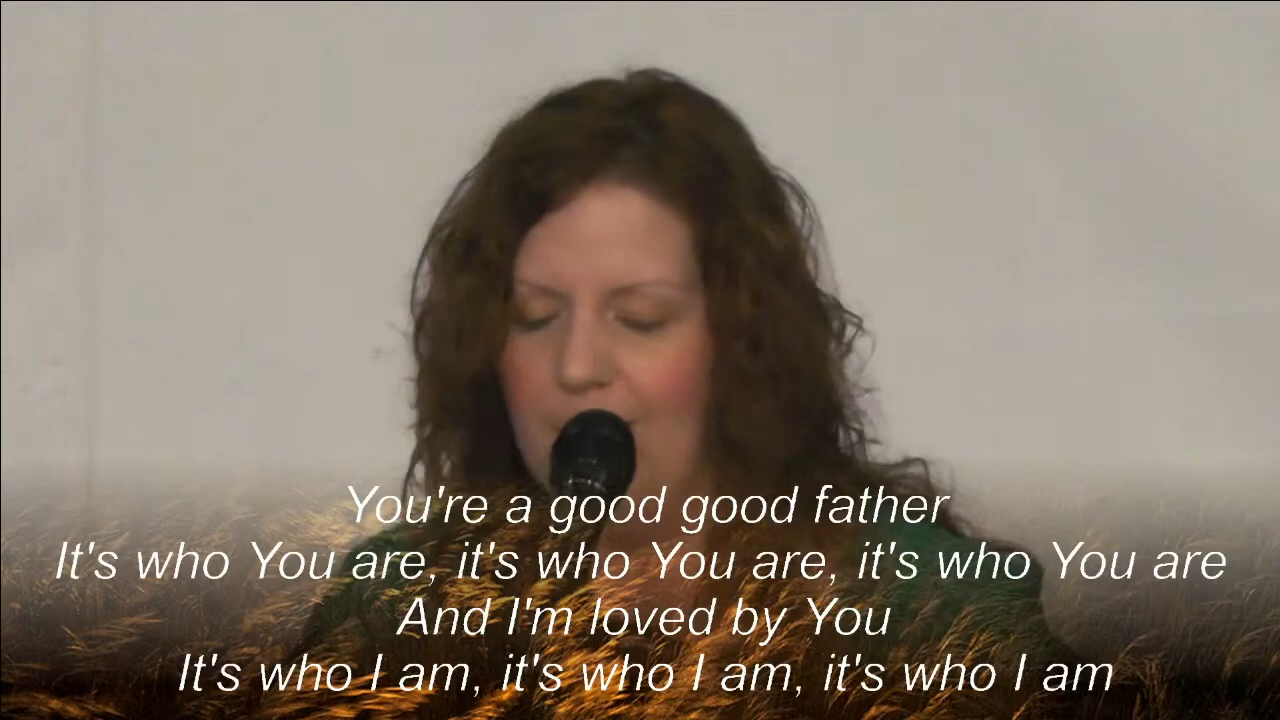 You're a good good father
It's who You are, it's who You are, it's who You are
And I'm loved by You
It's who I am, it's who I am, it's who I am